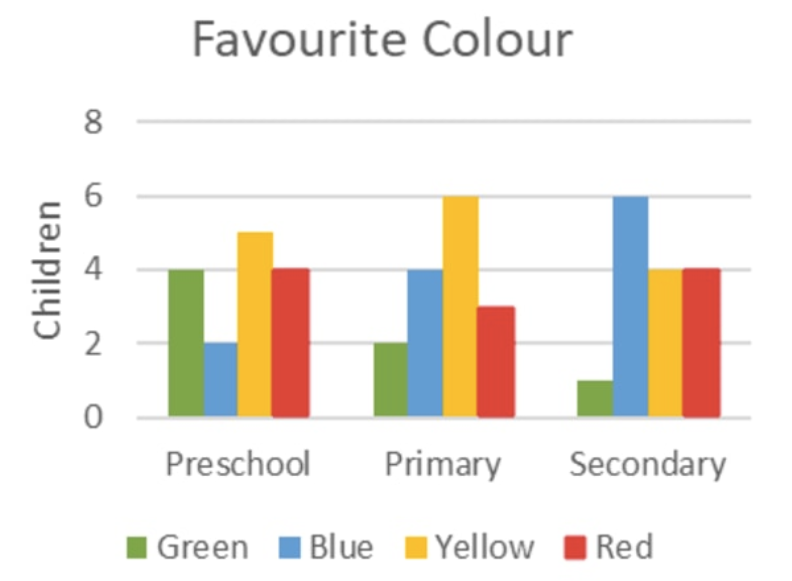 Favourite Colour
8
6
4
2
0
Children
Preschool Primary Secondary
Green Blue Yellow Red